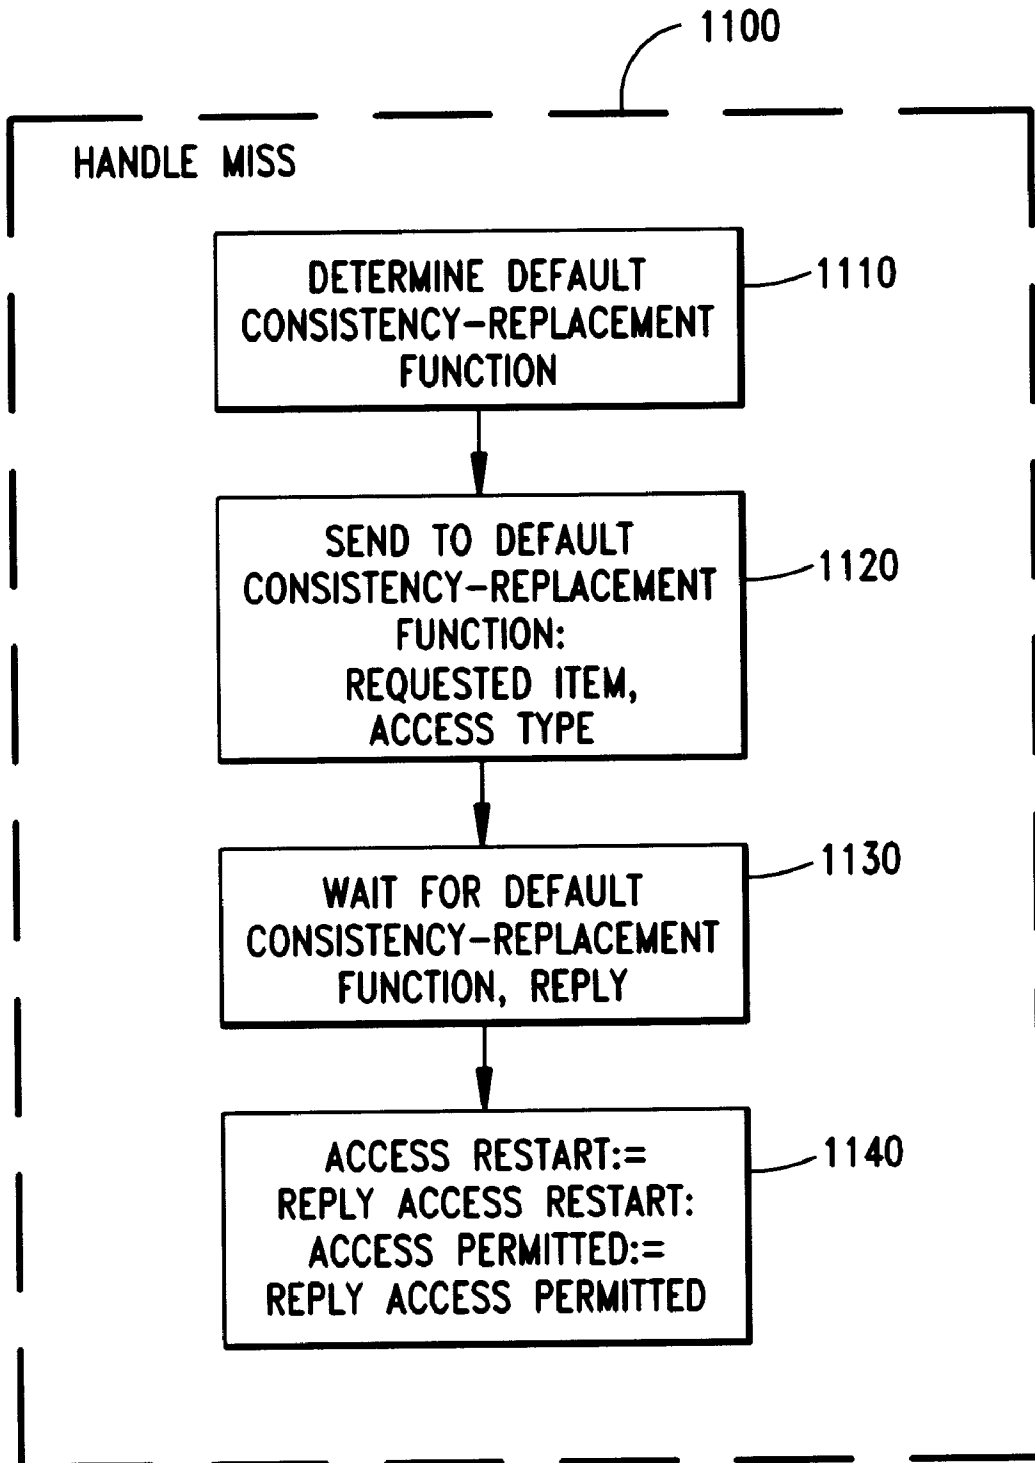 1100
HANDLE MISS
DETERMINE DEFAULT
CONSISTENCY-REPLACEMENT
FUNCTION
1110
SEND TO DEFAULT
CONSISTENCY-REPLACEMENT
FUNCTION:
REQUESTED ITEM,
ACCESS TYPE
1120
WAIT FOR DEFAULT
CONSISTENCY-REPLACEMENT
FUNCTION, REPLY
1130
ACCESS RESTART:=
REPLY ACCESS RESTART:
ACCESS PERMITTED:=
REPLY ACCESS PERMITTED
1140